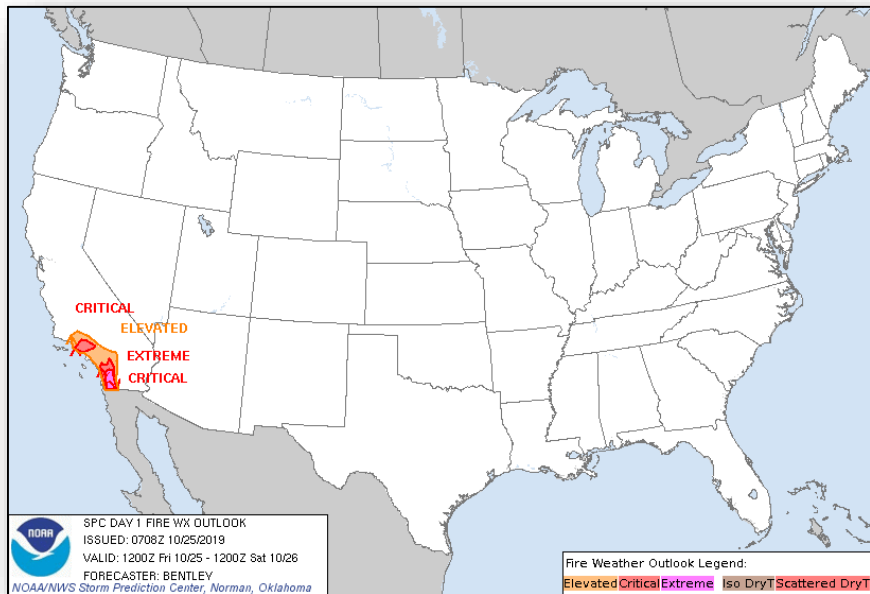 CRITICAL
ELEVATED
EXTREME
CRITICAL
NOAA
SPC DAY 1 FIRE WX OUTLOOK
ISSUED: 0708Z 10/25/2019
VALID: 1200Z Fri 10/25 - 1200Z Sat 10/26
FORECASTER: BENTLEY
NOAA/NWS Storm Prediction Center, Norman, Oklahoma
Fire Weather Outlook Legend:
Elevated Critical Extreme Iso DryT Scattered DryT